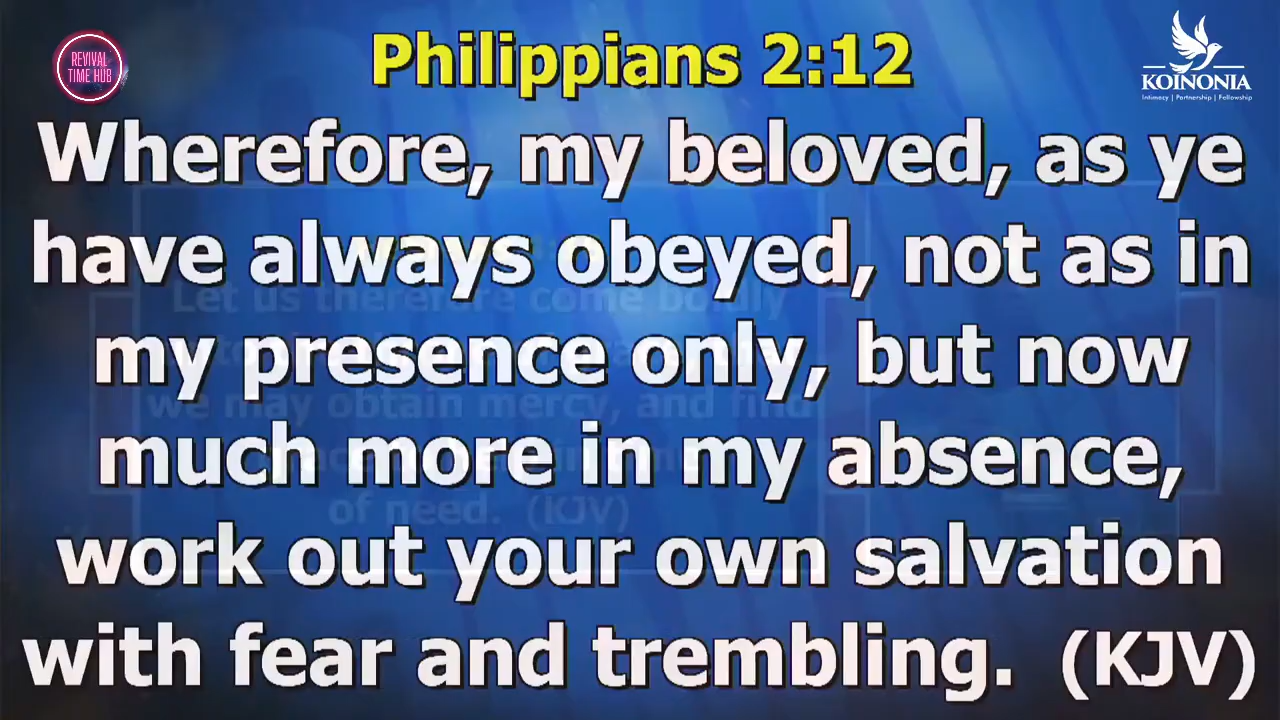 REVIVAL
TIME HUB
Philippians 2:12
KOINONIA
Intimacy | Partnership | Fellowship
Wherefore, my beloved, as ye
have always obeyed, not as in
my presence only, but now
much more in my absence,
work out your own salvation
with fear and trembling. (KJV)
Let us therefore come boldly
we may obtain mercy, and find
of need. (KJV)